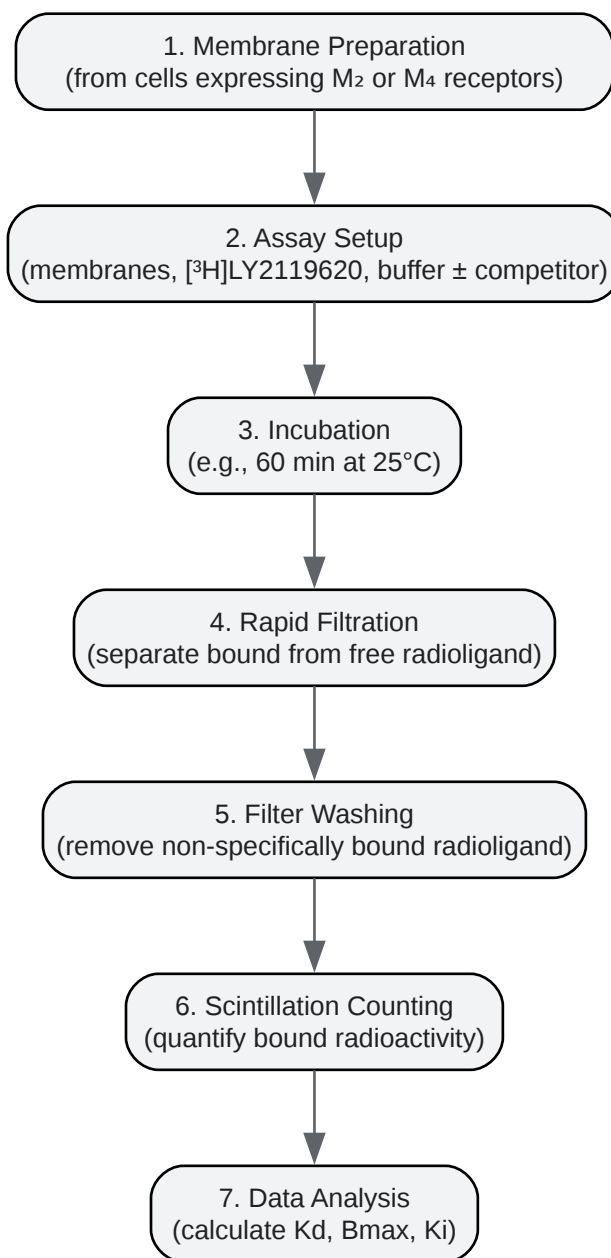 1. Membrane Preparation
(from cells expressing M₂ or M₄ receptors)
2. Assay Setup
(membranes, [³H]LY2119620, buffer ± competitor)
3. Incubation
(e.g., 60 min at 25°C)
4. Rapid Filtration
(separate bound from free radioligand)
5. Filter Washing
(remove non-specifically bound radioligand)
6. Scintillation Counting
(quantify bound radioactivity)
7. Data Analysis
(calculate Kd, Bmax, Ki)